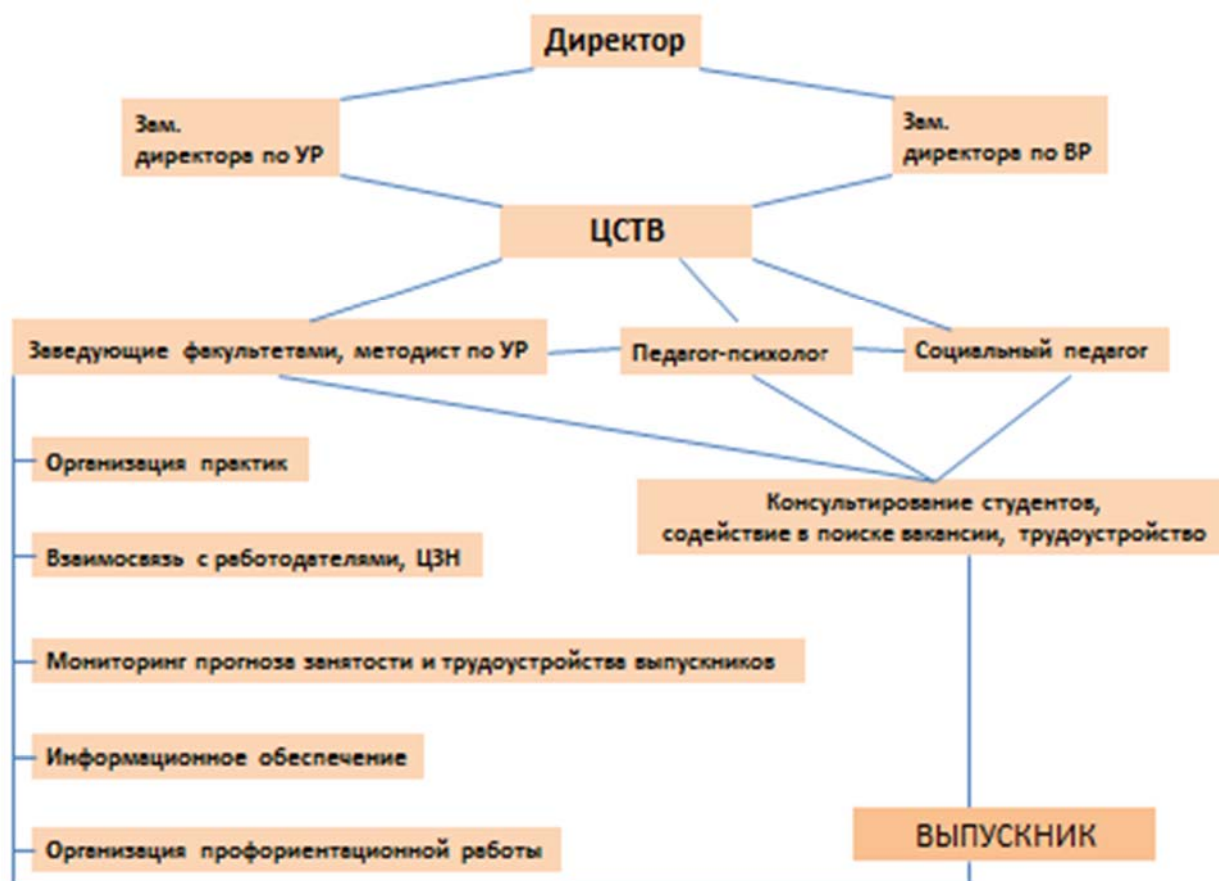 Директор
Зам.
директора по УР
Зам.
директора по ВР
ЦСТВ
Заведующие факультетами, методист по УР
Педагог-психолог
Социальный педагог
Организация практик
Консультирование студентов,
содействие в поиске вакансии, трудоустройство
Взаимосвязь с работодателями, ЦЗН
Мониторинг прогноза занятости и трудоустройства выпускников
Информационное обеспечение
ВЫПУСКНИК
Организация профориентационной работы